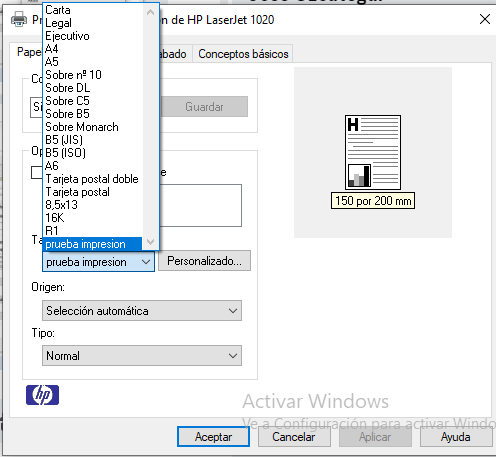 ón de HP LaserJet 1020
Carta
Legal
Ejecutivo
A4
A5
Sobre nº 10
Sobre DL
Sobre C5
Sobre B5
Sobre Monarch
B5 (JIS)
B5 (ISO)
A6
Tarjeta postal doble
Tarjeta postal
8,5x13
16K
R1
prueba impresion
abado
Conceptos básicos
Guardar
prueba impresion
Personalizado...
Origen:
Selección automática
Tipo:
Normal
H
150 por 200 mm
hp
Activar Windows
Ve a Configuración para activar Windo
Aceptar
Cancelar
Aplicar
Ayuda